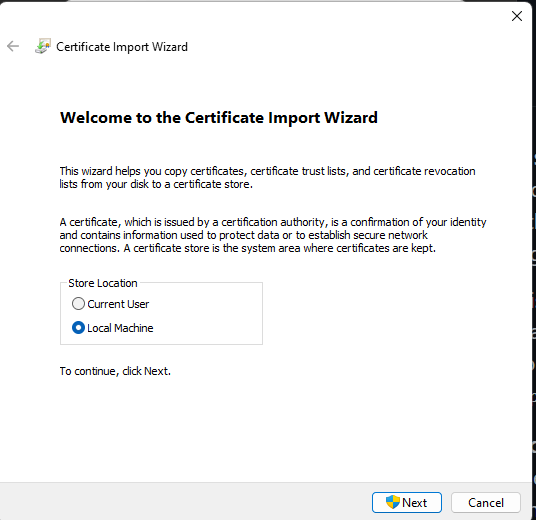 Certificate Import Wizard
Welcome to the Certificate Import Wizard
This wizard helps you copy certificates, certificate trust lists, and certificate revocation
lists from your disk to a certificate store.
A certificate, which is issued by a certification authority, is a confirmation of your identity
and contains information used to protect data or to establish secure network
connections. A certificate store is the system area where certificates are kept.
Store Location
Current User
Local Machine
To continue, click Next.
Next
Cancel